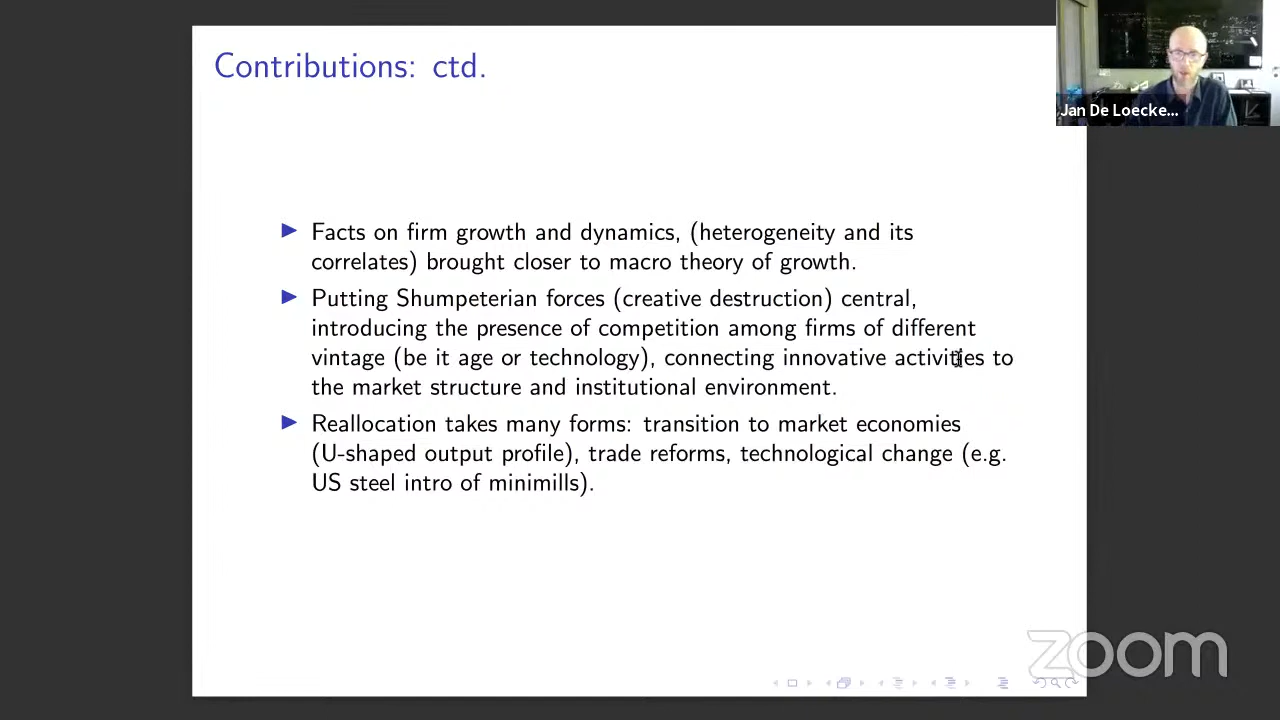 Contributions: ctd.
Jan De Loecke...
Facts on firm growth and dynamics, (heterogeneity and its
correlates) brought closer to macro theory of growth.
Putting Shumpeterian forces (creative destruction) central,
introducing the presence of competition among firms of different
vintage (be it age or technology), connecting innovative activities to
the market structure and institutional environment.
Reallocation takes many forms: transition to market economies
(U-shaped output profile), trade reforms, technological change (e.g.
US steel intro of minimills).
zoom